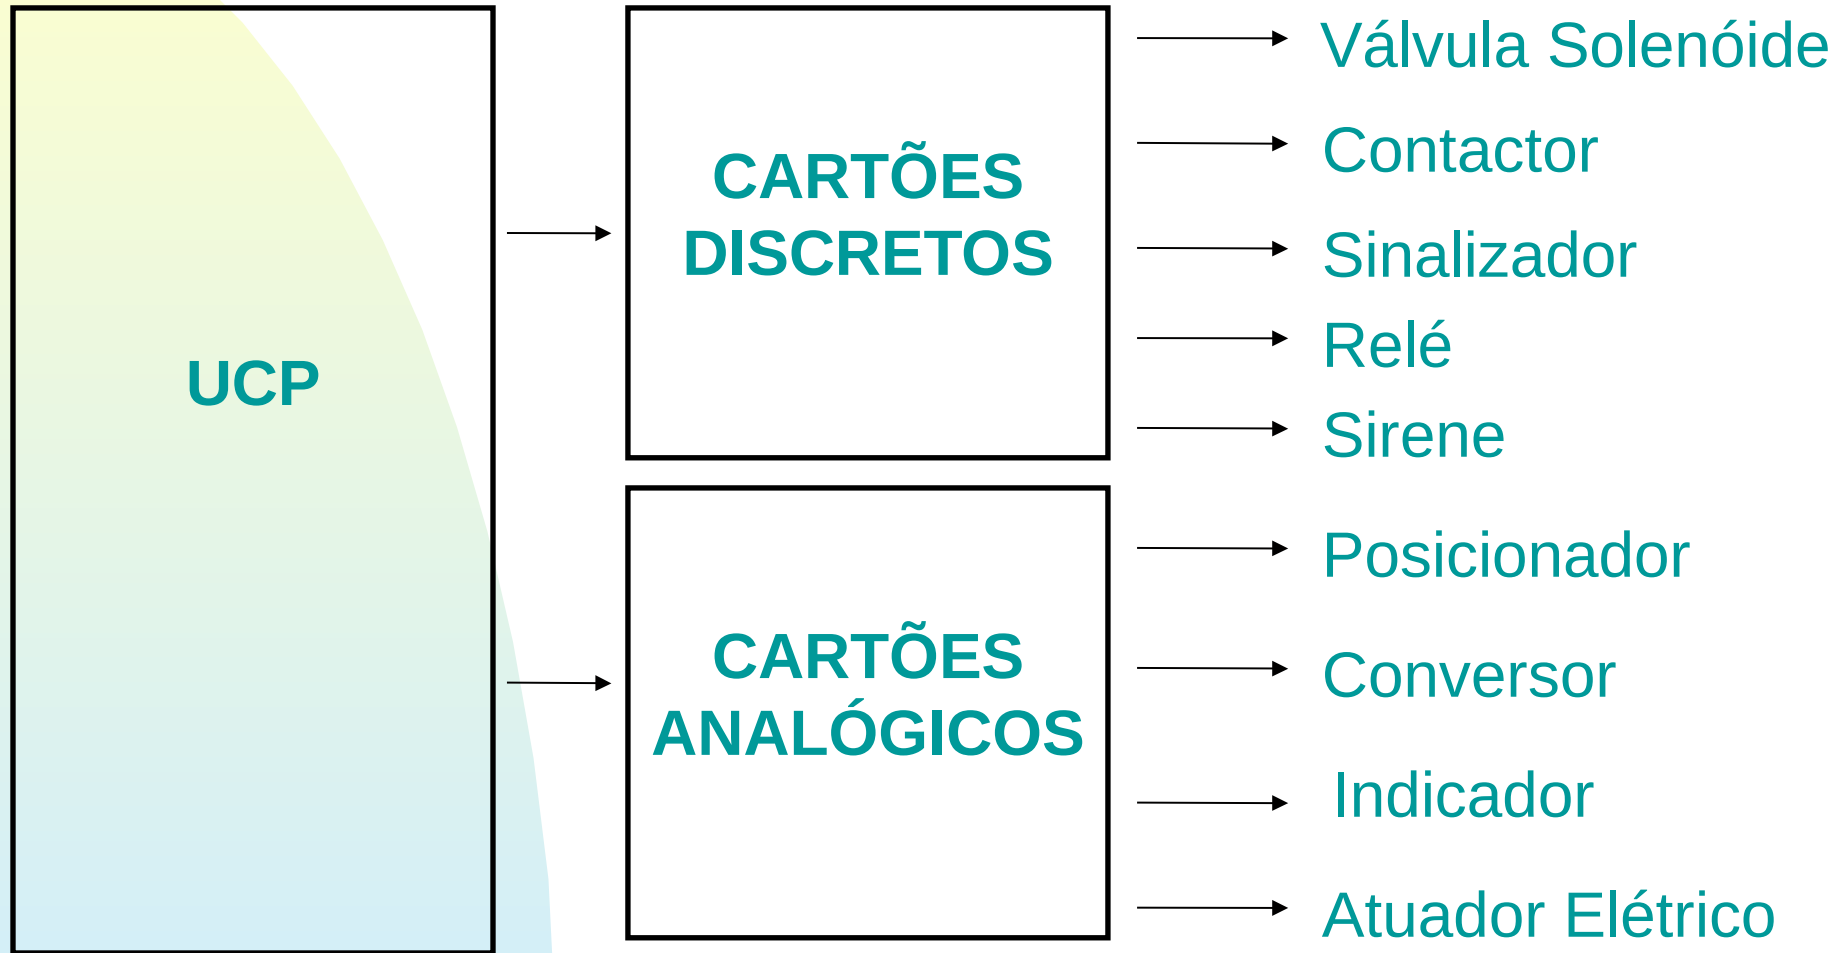 UCP
CARTÕES
DISCRETOS
Válvula Solenóide
Contactor
Sinalizador
Relé
Sirene
CARTÕES
ANALÓGICOS
Posicionador
Conversor
Indicador
Atuador Elétrico